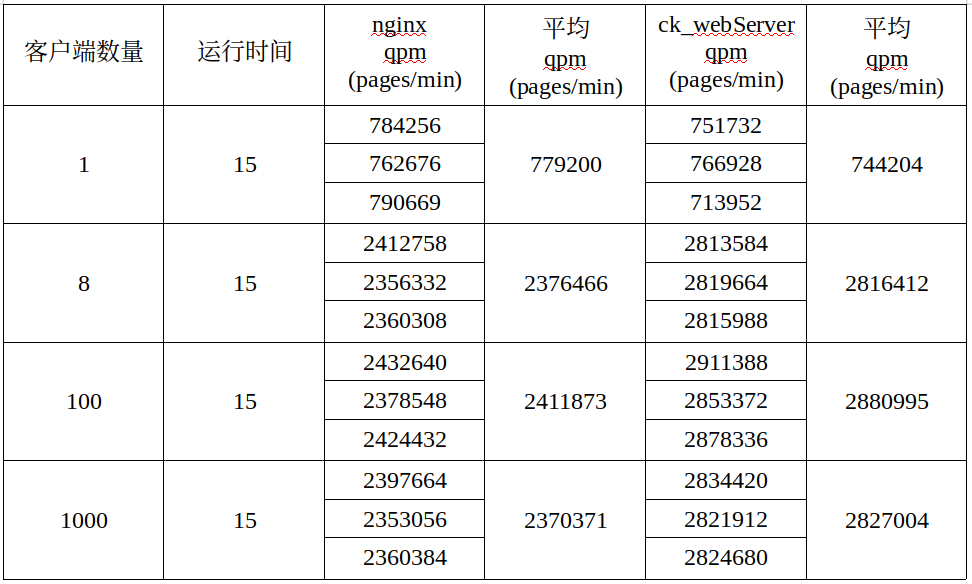 客户端数量
运行时间
nginx
qpm
(pages/min)
平均
qpm
(pages/min)
ck_webServer
qpm
(pages/min)
平均
qpm
(pages/min)
1
15
784256
762676
790669
779200
751732
766928
713952
744204
8
15
2412758
2356332
2360308
2376466
2813584
2819664
2815988
2816412
100
15
2432640
2378548
2424432
2411873
2911388
2853372
2878336
2880995
1000
15
2397664
2353056
2360384
2370371
2834420
2821912
2824680
2827004